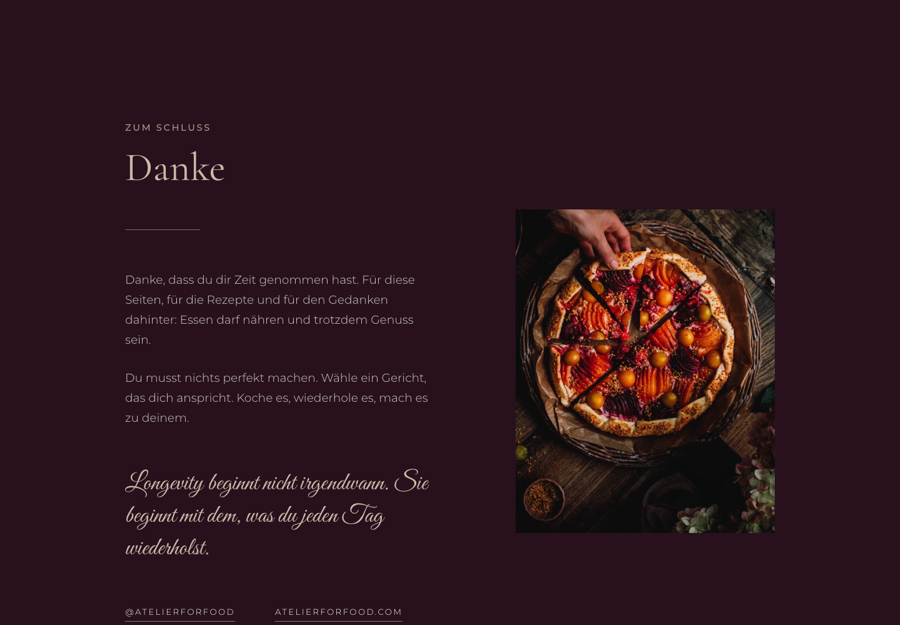 ZUM SCHLUSS
Danke
Danke, dass du dir Zeit genommen hast. Für diese
Seiten, für die Rezepte und für den Gedanken
dahinter: Essen darf nähren und trotzdem Genuss
sein.
Du musst nichts perfekt machen. Wähle ein Gericht,
das dich anspricht. Koche es, wiederhole es, mach es
zu deinem.
Longevity beginnt nicht irgendwann. Sie
beginnt mit dem, was du jeden Tag
wiederholst.
@ATELIERFORFOOD ATELIERFORFOOD.COM